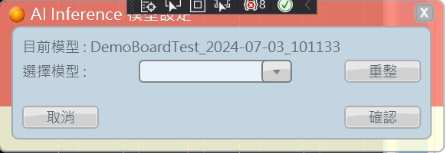 AI Inference 模型設定
8
目前模型 : DemoBoardTest_2024-07-03_101133
選擇模型 :
重整
取消
確認